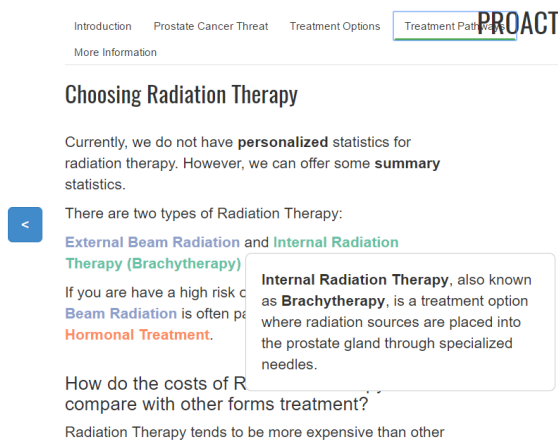 Introduction Prostate Cancer Threat Treatment Options Treatment Pathways PROACT
More Information
Choosing Radiation Therapy
Currently, we do not have personalized statistics for
radiation therapy. However, we can offer some summary
statistics.
There are two types of Radiation Therapy:
<
External Beam Radiation and Internal Radiation
Therapy (Brachytherapy)
Internal Radiation Therapy, also known
as Brachytherapy, is a treatment option
where radiation sources are placed into
the prostate gland through specialized
needles.
If you are have a high risk
Beam Radiation is often
Hormonal Treatment.
How do the costs of
compare with other forms treatment?
Radiation Therapy tends to be more expensive than other